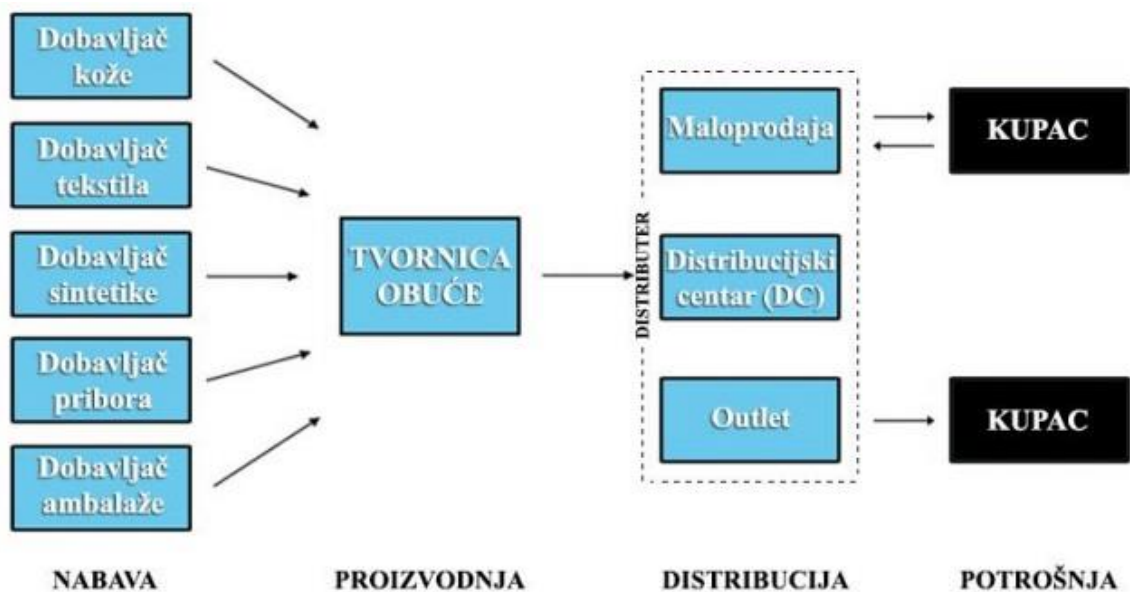 Dobavljač
kože
Dobavljač
tekstila
Dobavljač
sintetike
Dobavljač
pribora
Dobavljač
ambalaže
TVORNICA
OBUĆE
DISTRIBUTER
Maloprodaja
Distribucijski
centar (DC)
Outlet
KUPAC
KUPAC
NABAVA
PROIZVODNJA
DISTRIBUCIJA
POTROŠNJA